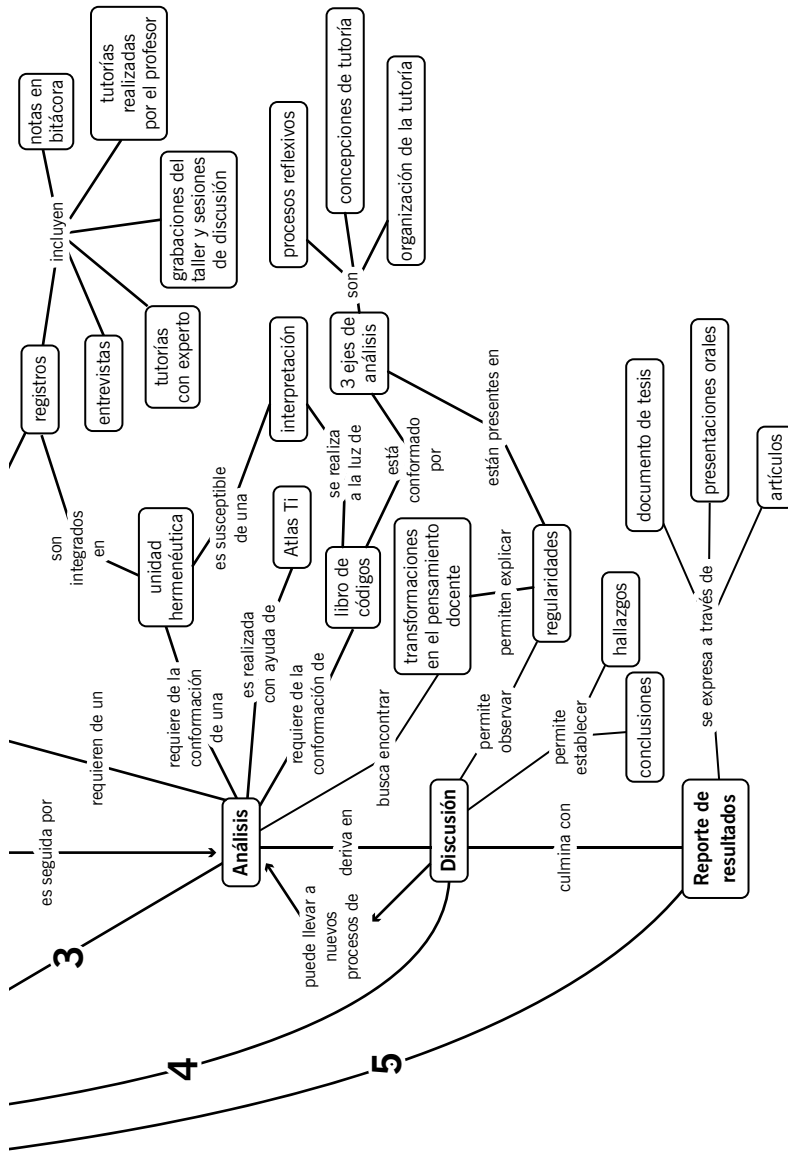 notas en
bitácora
tutorías
realizadas
por el profesor
incluyen
grabaciones del
taller y sesiones
de discusión
registros
entrevistas
tutorías
con experto
procesos reflexivos
concepciones de tutoría
organización de la tutoría
son
3 ejes de
análisis
interpretación
son
integrados
en
unidad
hermenéutica
es susceptible
de una
se realiza
a la luz de
está
conformado
por
están presentes en
Atlas Ti
libro de
códigos
requieren de un
requiere de la
conformación
de una
es realizada
con ayuda de
requiere de la
conformación de
busca encontrar
transformaciones
en el pensamiento
docente
permiten explicar
regularidades
es seguida por
Análisis
3
deriva en
puede llevar a
nuevos
procesos de
Discusión
4
permite
observar
permite
establecer
hallazgos
conclusiones
culmina con
5
Reporte de
resultados
se expresa a través de
documento de tesis
presentaciones orales
artículos